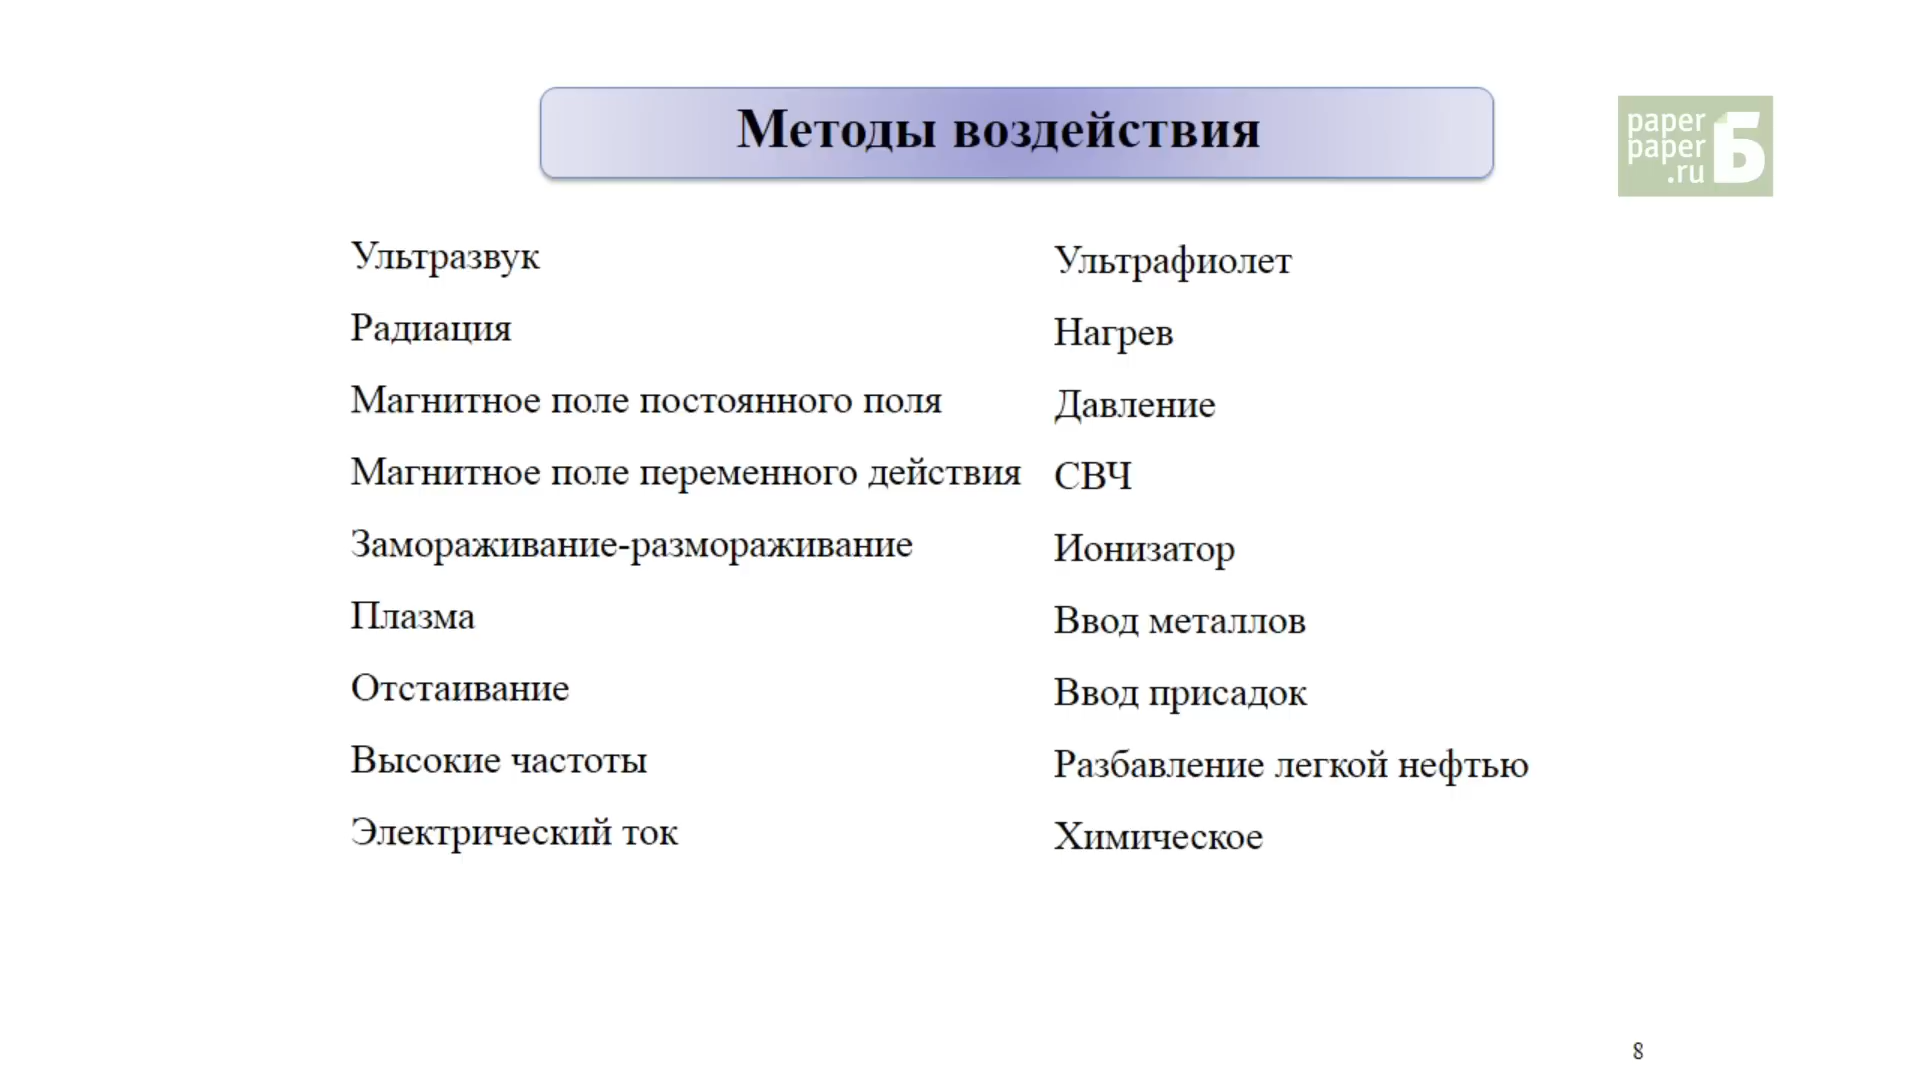 Методы воздействия
paper
paper
.ru
Б
Ультразвук
Радиация
Магнитное поле постоянного поля
Магнитное поле переменного действия
Замораживание-размораживание
Плазма
Отстаивание
Высокие частоты
Электрический ток
Ультрафиолет
Нагрев
Давление
СВЧ
Ионизатор
Ввод металлов
Ввод присадок
Разбавление легкой нефтью
Химическое
8